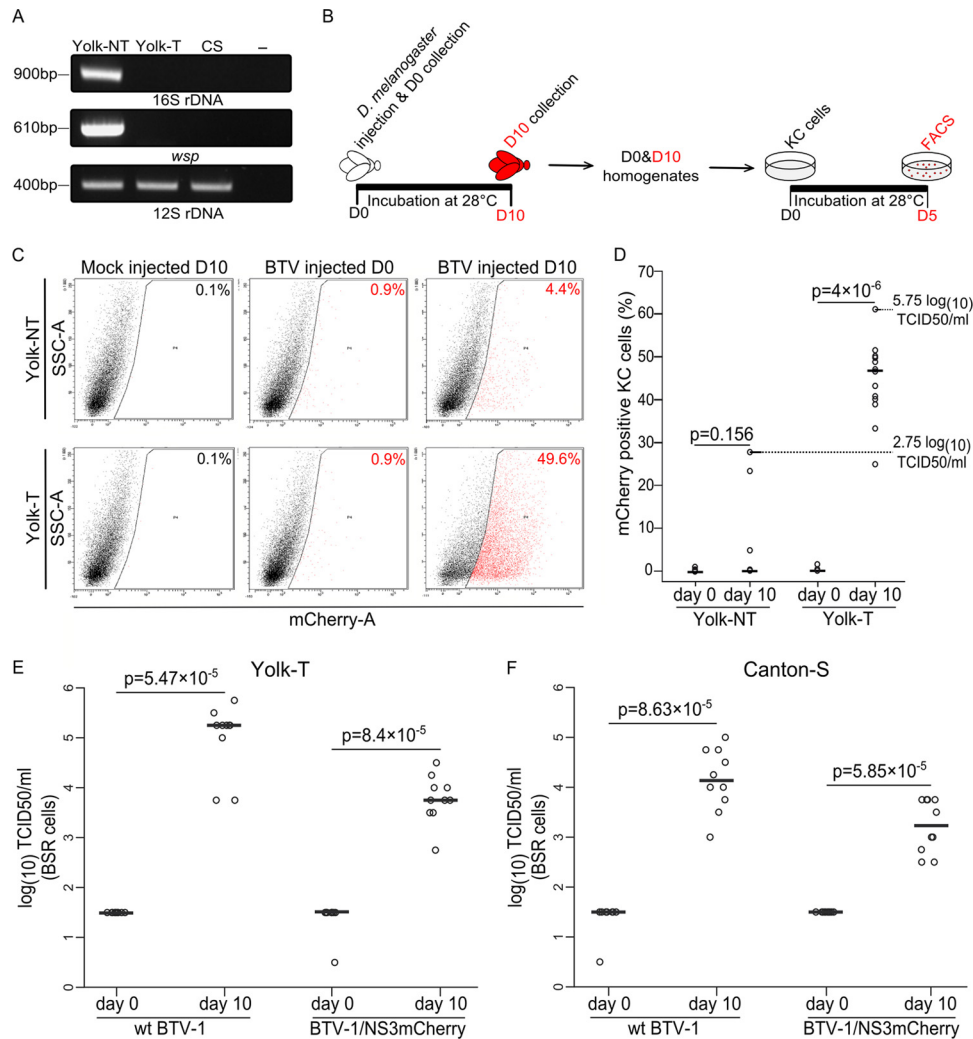 A
Yolk-NT Yolk-T CS –
900bp
16S rDNA
610bp
wsp
400bp
12S rDNA
B
D. melanogaster
injection & D0 collection
D10 collection
D0
Incubation at 28°C
D10
D0&D10
homogenates
KC cells
FACS
D0
Incubation at 28°C
D5
C
Mock injected D10
BTV injected D0
BTV injected D10
Yolk-NT
SSC-A
0.1%
0.9%
4.4%
Yolk-T
SSC-A
0.1%
0.9%
49.6%
mCherry-A
D
mCherry positive KC cells (%)
70
60
50
40
30
20
10
0
p=0.156
p=4×10-6
5.75 log(10)
TCID50/ml
2.75 log(10)
TCID50/ml
day 0 day 10 day 0 day 10
Yolk-NT Yolk-T
E
Yolk-T
log(10) TCID50/ml
(BSR cells)
6
5
4
3
2
1
0
p=5.47×10-5
p=8.4×10-5
day 0 day 10 day 0 day 10
wt BTV-1 BTV-1/NS3mCherry
F
Canton-S
log(10) TCID50/ml
(BSR cells)
6
5
4
3
2
1
0
p=8.63×10-5
p=5.85×10-5
day 0 day 10 day 0 day 10
wt BTV-1 BTV-1/NS3mCherry